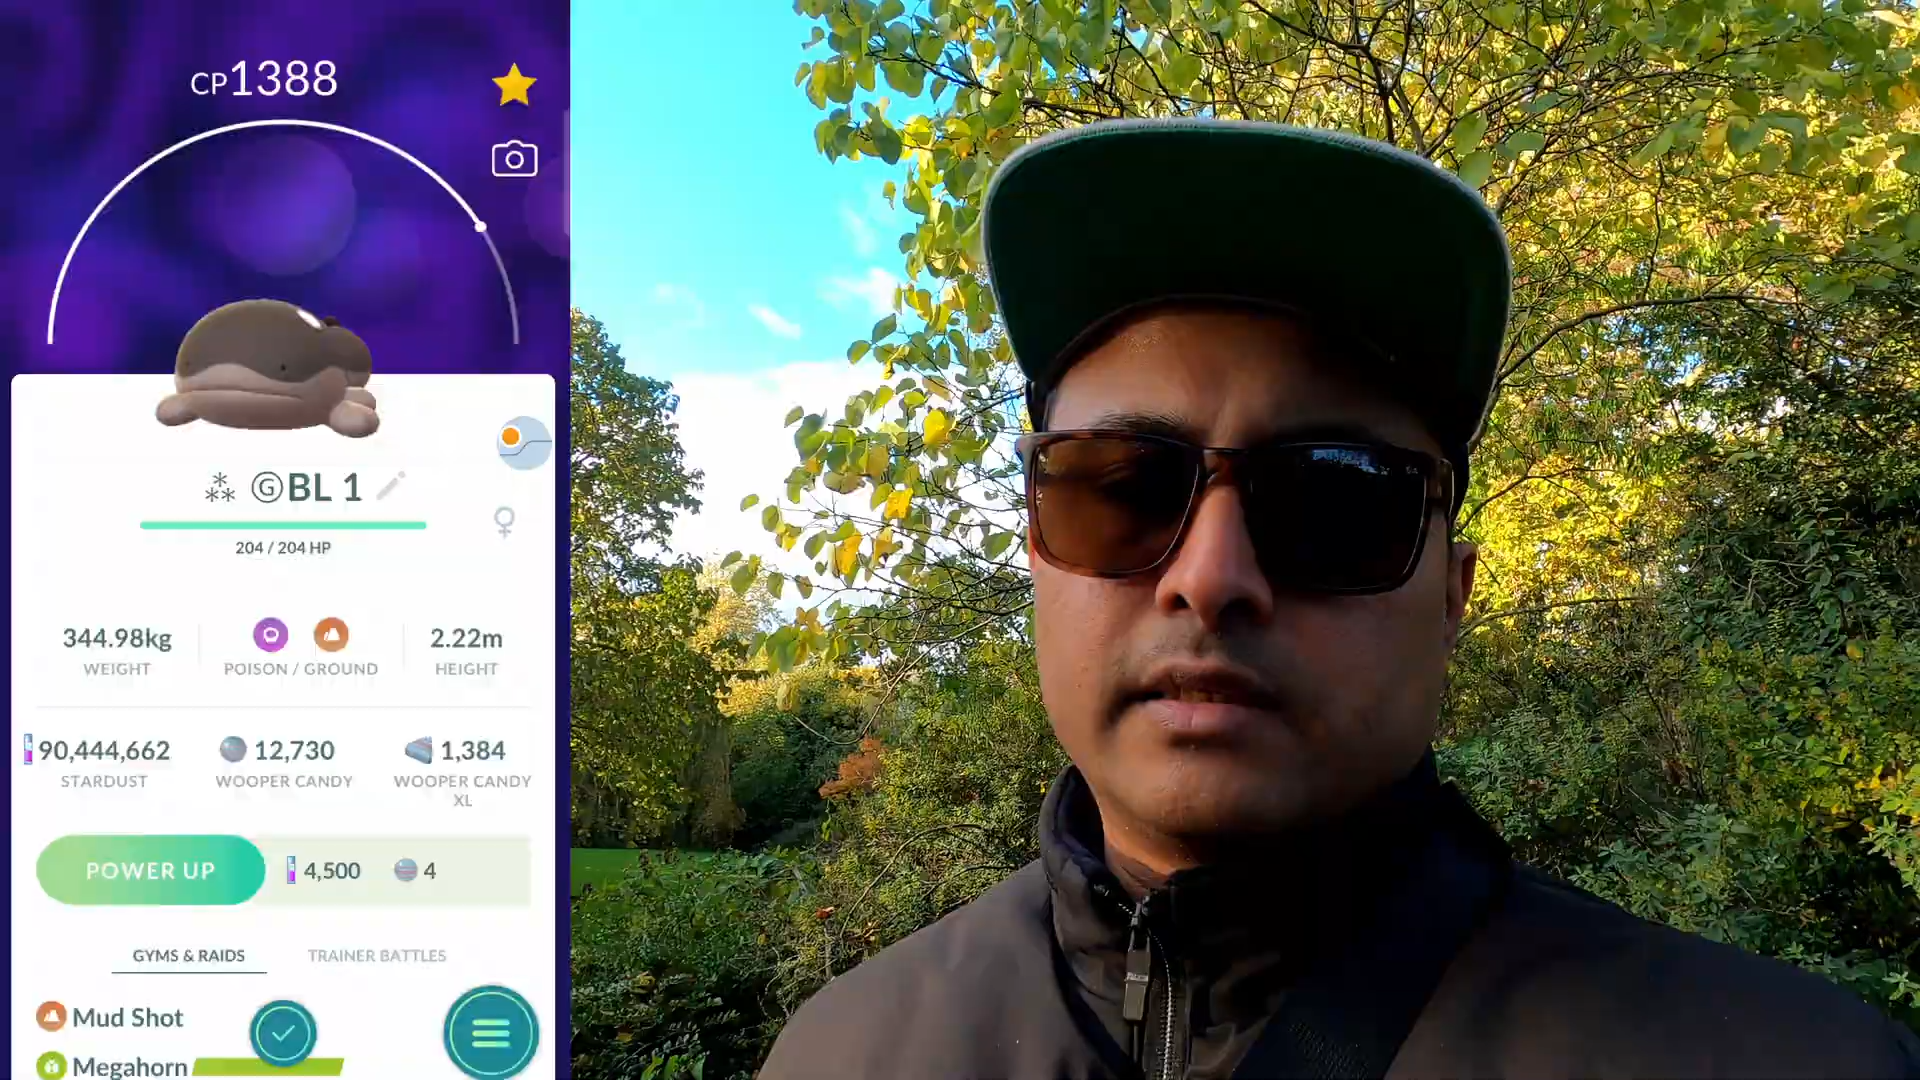 CP1388
ⒼBL 1
204 / 204 HP
344.98kg
WEIGHT
POISON / GROUND
2.22m
HEIGHT
90,444,662
STARDUST
12,730
WOOPER CANDY
1,384
WOOPER CANDY
XL
POWER UP
4,500
4
GYMS & RAIDS
TRAINER BATTLES
Mud Shot
Megahorn